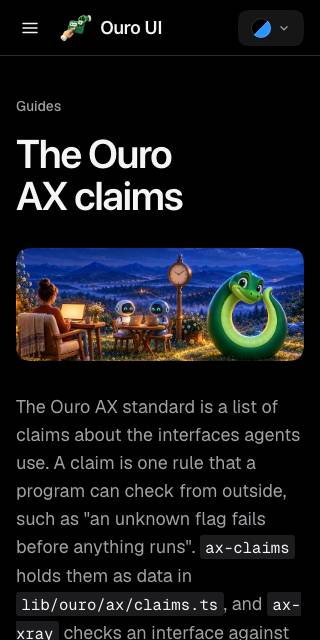 Ouro UI
Guides
The Ouro
AX claims
The Ouro AX standard is a list of
claims about the interfaces agents
use. A claim is one rule that a
program can check from outside,
such as "an unknown flag fails
before anything runs". ax-claims
holds them as data in
lib/ouro/ax/claims.ts, and ax-
xray checks an interface against